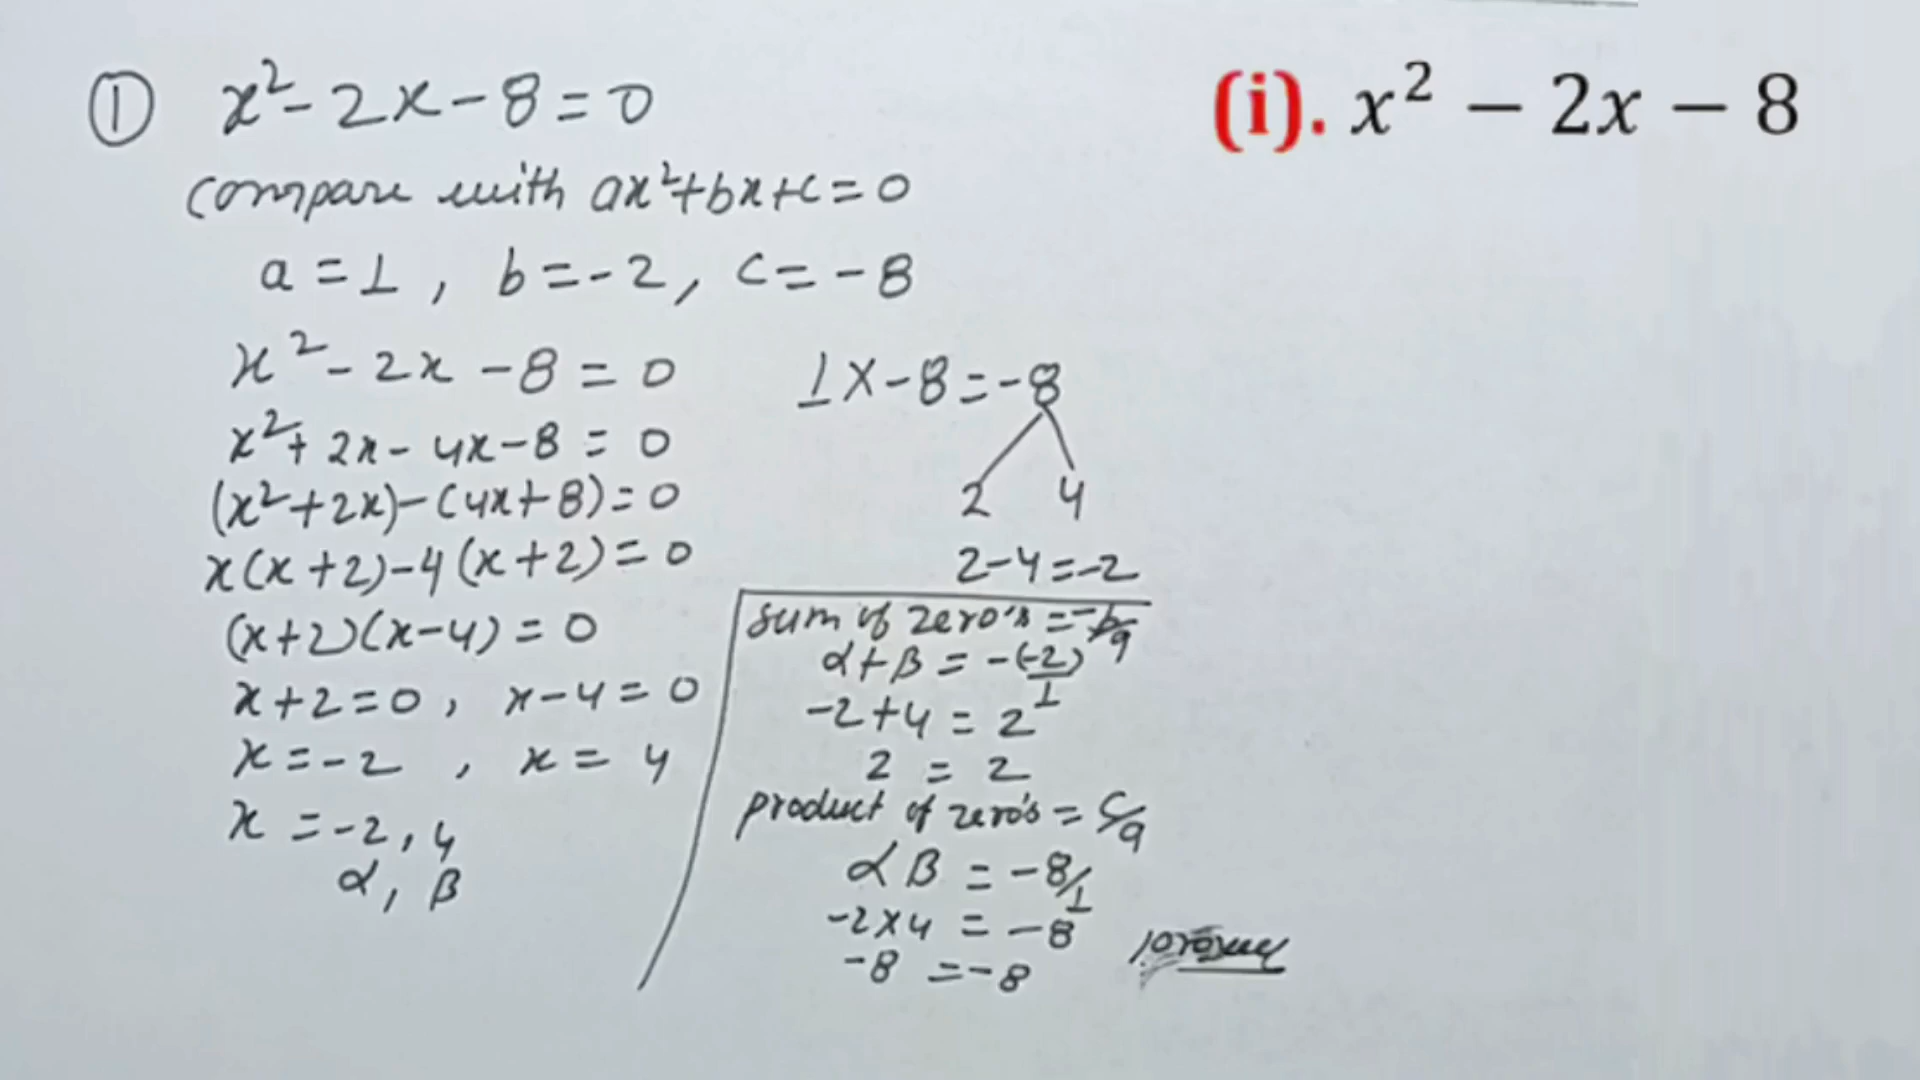 ① x² - 2x - 8 = 0
(i). x² − 2x − 8
compare with ax²+bx+c = 0
a = 1, b = -2, c = -8
x² - 2x - 8 = 0
x² + 2x - 4x - 8 = 0
(x²+2x)-(4x+8) = 0
x(x+2)-4(x+2) = 0
(x+2)(x-4) = 0
x+2=0, x-4=0
x=-2, x = 4
x = -2, 4
α, β
1×-8=-8
2 4
2-4=-2
sum of zero's = -b/a
α+β = -(-2)/1
-2+4 = 2
2 = 2
product of zero's = c/a
αβ = -8/1
-2×4 = -8
-8 = -8